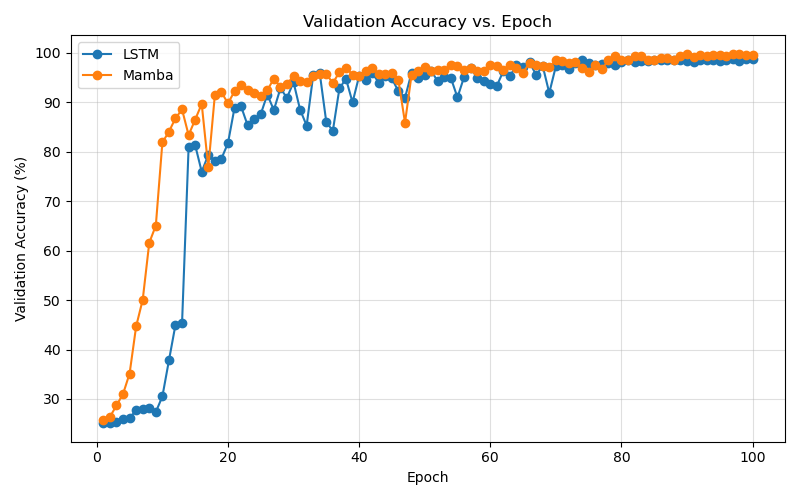 Validation Accuracy vs. Epoch
LSTM
Mamba
Validation Accuracy (%)
100
90
80
70
60
50
40
30
0 20 40 60 80 100
Epoch